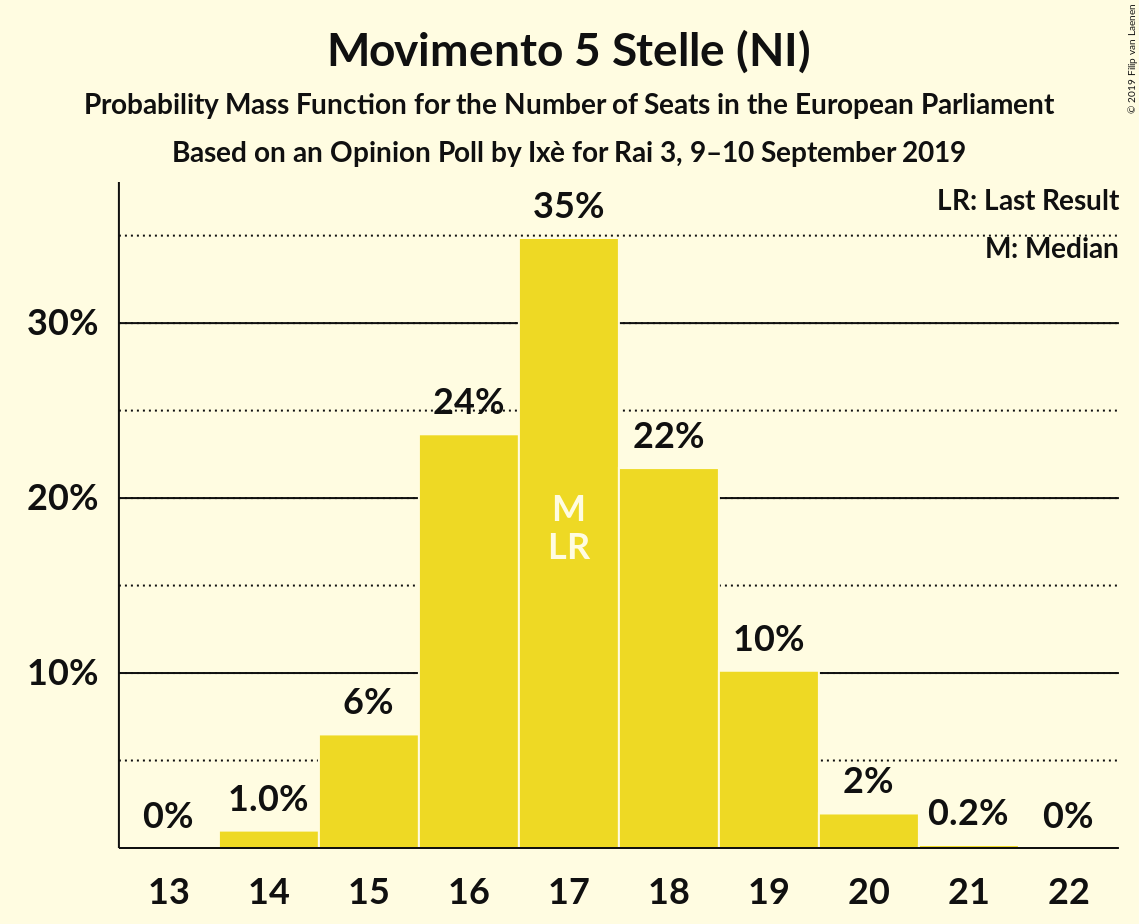 Movimento 5 Stelle (NI)
Probability Mass Function for the Number of Seats in the European Parliament
Based on an Opinion Poll by Ixè for Rai 3, 9–10 September 2019
© 2019 Filip van Laenen
LR: Last Result
M: Median
30%
20%
10%
0%
1.0%
6%
24%
35%
22%
10%
2%
0.2%
0%
M
LR
13 14 15 16 17 18 19 20 21 22